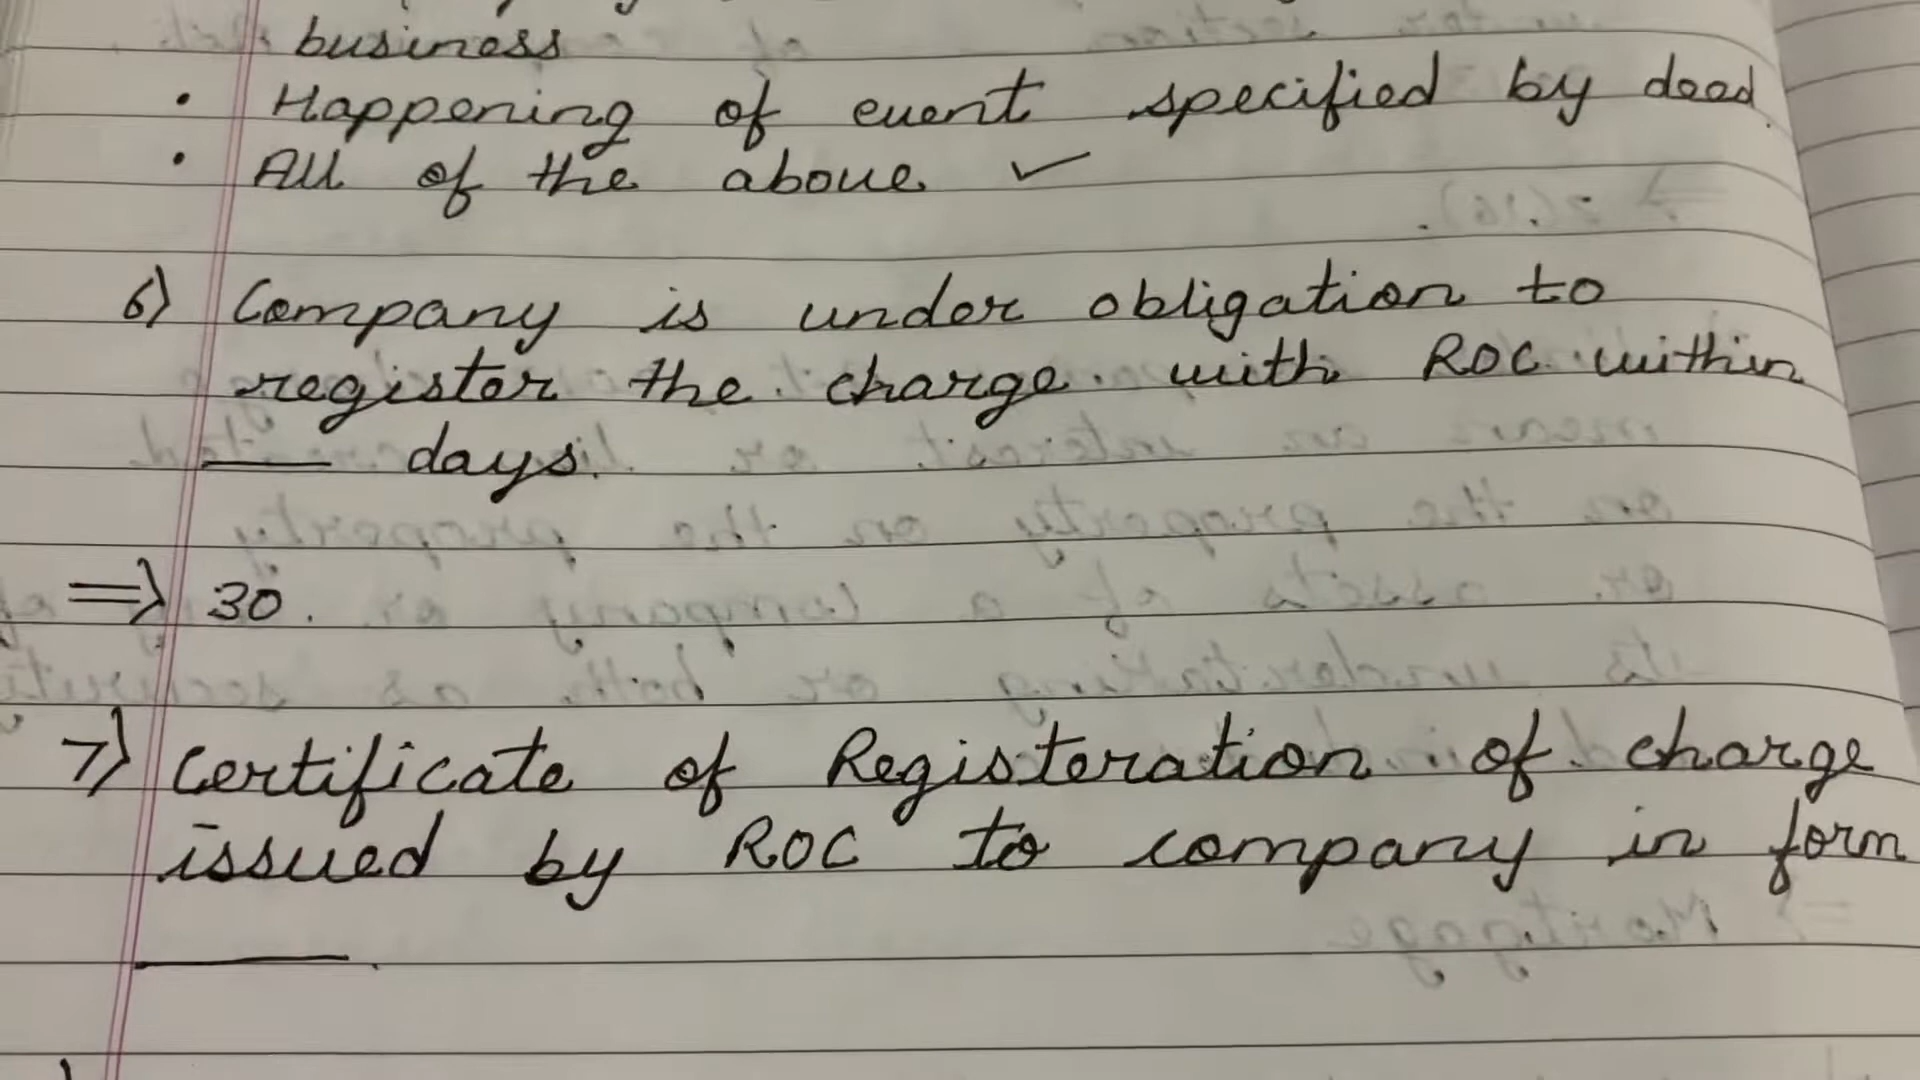 business
• Happening of event specified by deed.
• All of the above ✓
6) Company is under obligation to
register the charge with ROC within
____ days.
⇒ 30.
7) Certificate of Registeration of charge
issued by ROC to company in form
____.